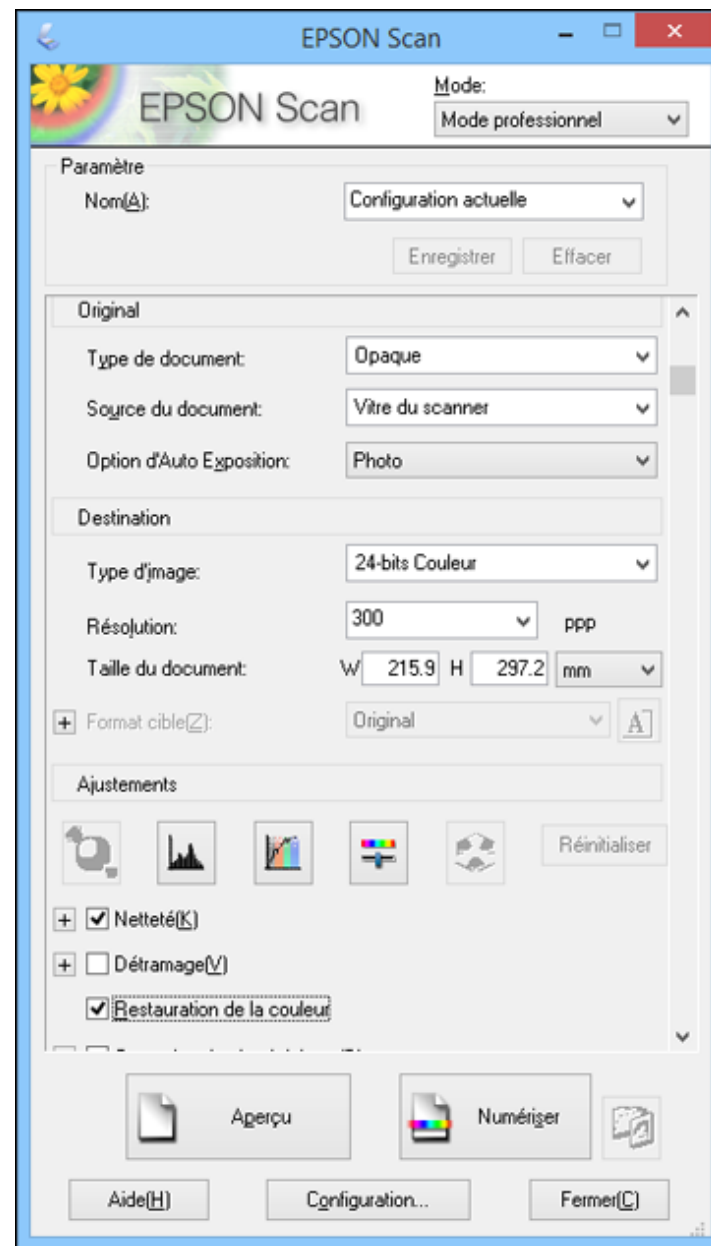 EPSON Scan
EPSON Scan
Mode:
Mode professionnel
Paramètre
Nom(A):
Configuration actuelle
Enregistrer
Effacer
Original
Type de document:
Opaque
Source du document:
Vitre du scanner
Option d'Auto Exposition:
Photo
Destination
Type d'image:
24-bits Couleur
Résolution:
300
ppp
Taille du document:
W 215.9 H 297.2 mm
Format cible(Z):
Original
A
Ajustements
Réinitialiser
Netteté(K)
Détramage(V)
Restauration de la couleur
Aperçu
Numériser
Aide(H)
Configuration...
Fermer(C)